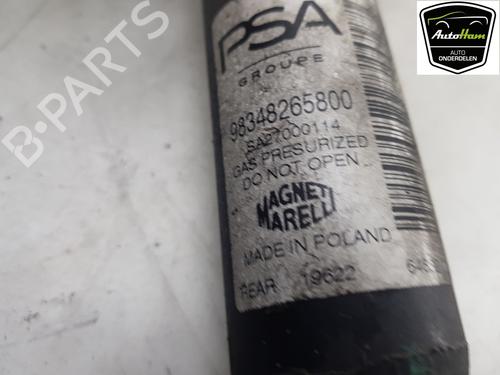 PSA
GROUPE
98348265800
SA27000114
GAS PRESURIZED
DO NOT OPEN
MAGNETI
MARELLI
MADE IN POLAND
REAR 19622
B-PARTS
AutoHam
AUTO
ONDERDELEN